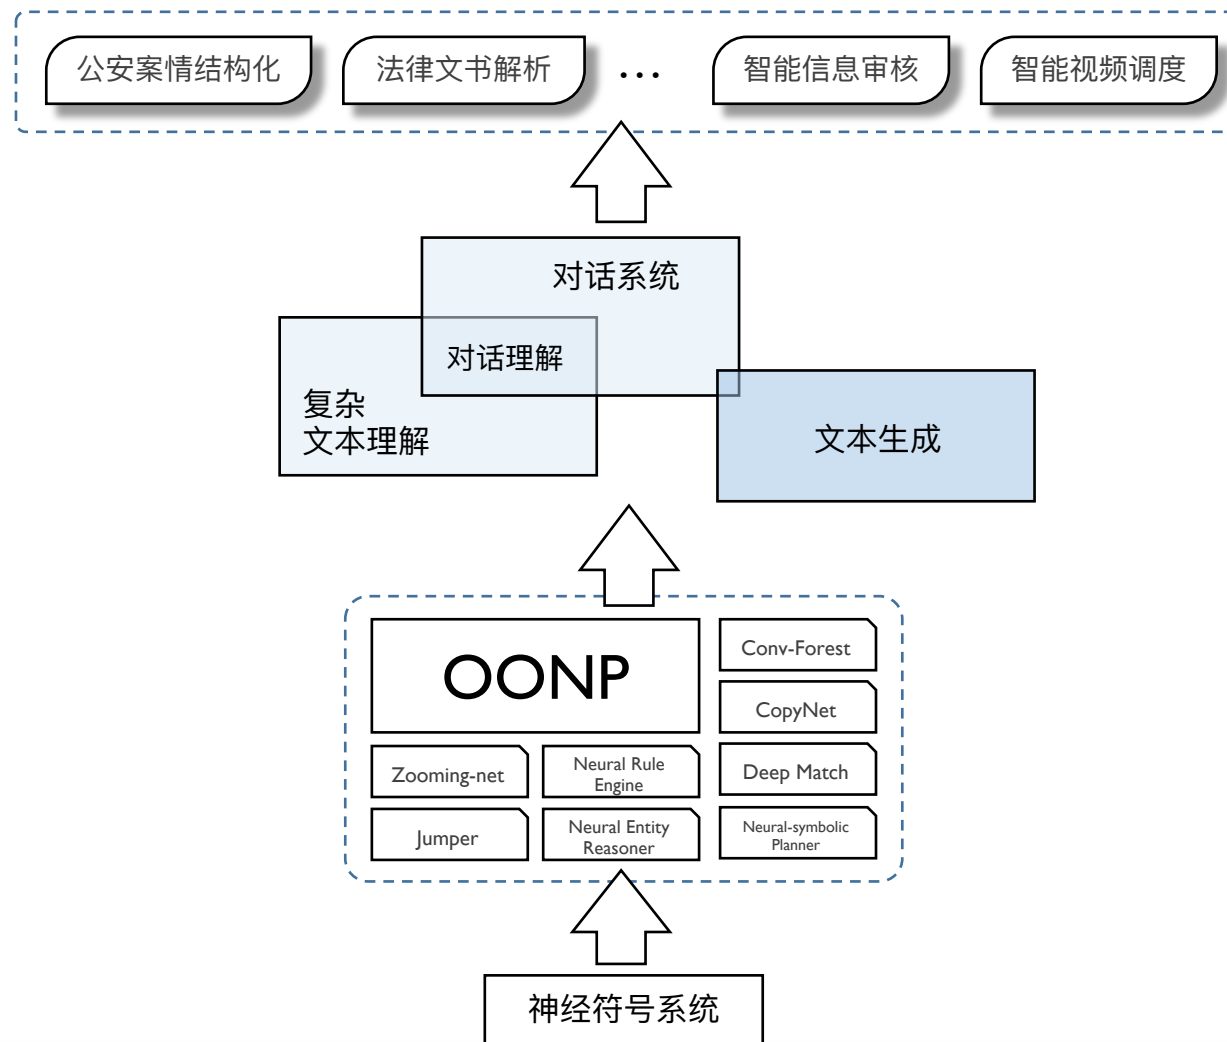 公安案情结构化
法律文书解析
...
智能信息审核
智能视频调度
对话系统
对话理解
复杂
文本理解
文本生成
OONP
Conv-Forest
CopyNet
Zooming-net
Neural Rule
Engine
Deep Match
Jumper
Neural Entity
Reasoner
Neural-symbolic
Planner
神经符号系统